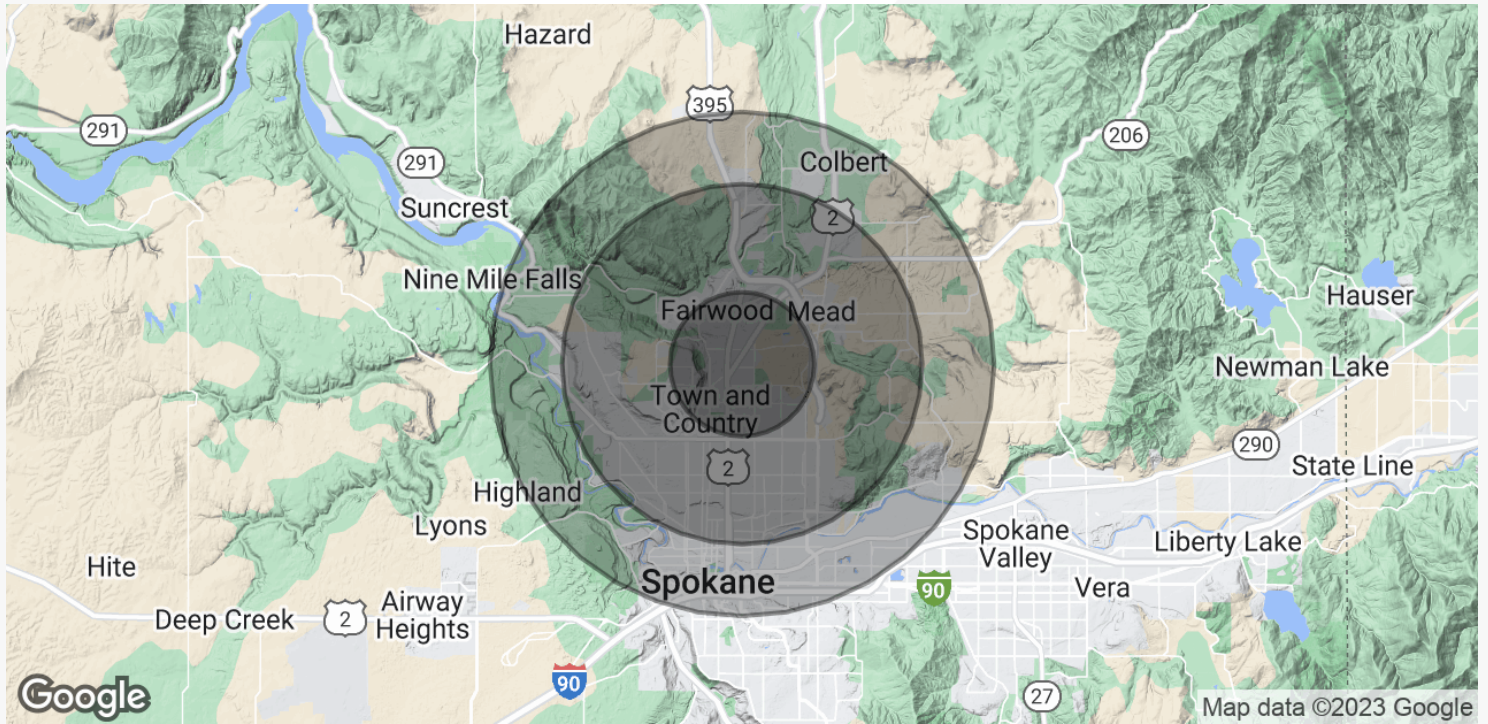 Hazard
395
291
206
291
Colbert
Suncrest
2
Nine Mile Falls
Hauser
Fairwood
Mead
Newman Lake
Town and
Country
290
2
State Line
Highland
Lyons
Spokane
Valley
Liberty Lake
Hite
Spokane
90
Vera
Airway
Heights
Deep Creek
2
90
27
Google
Map data ©2023 Google